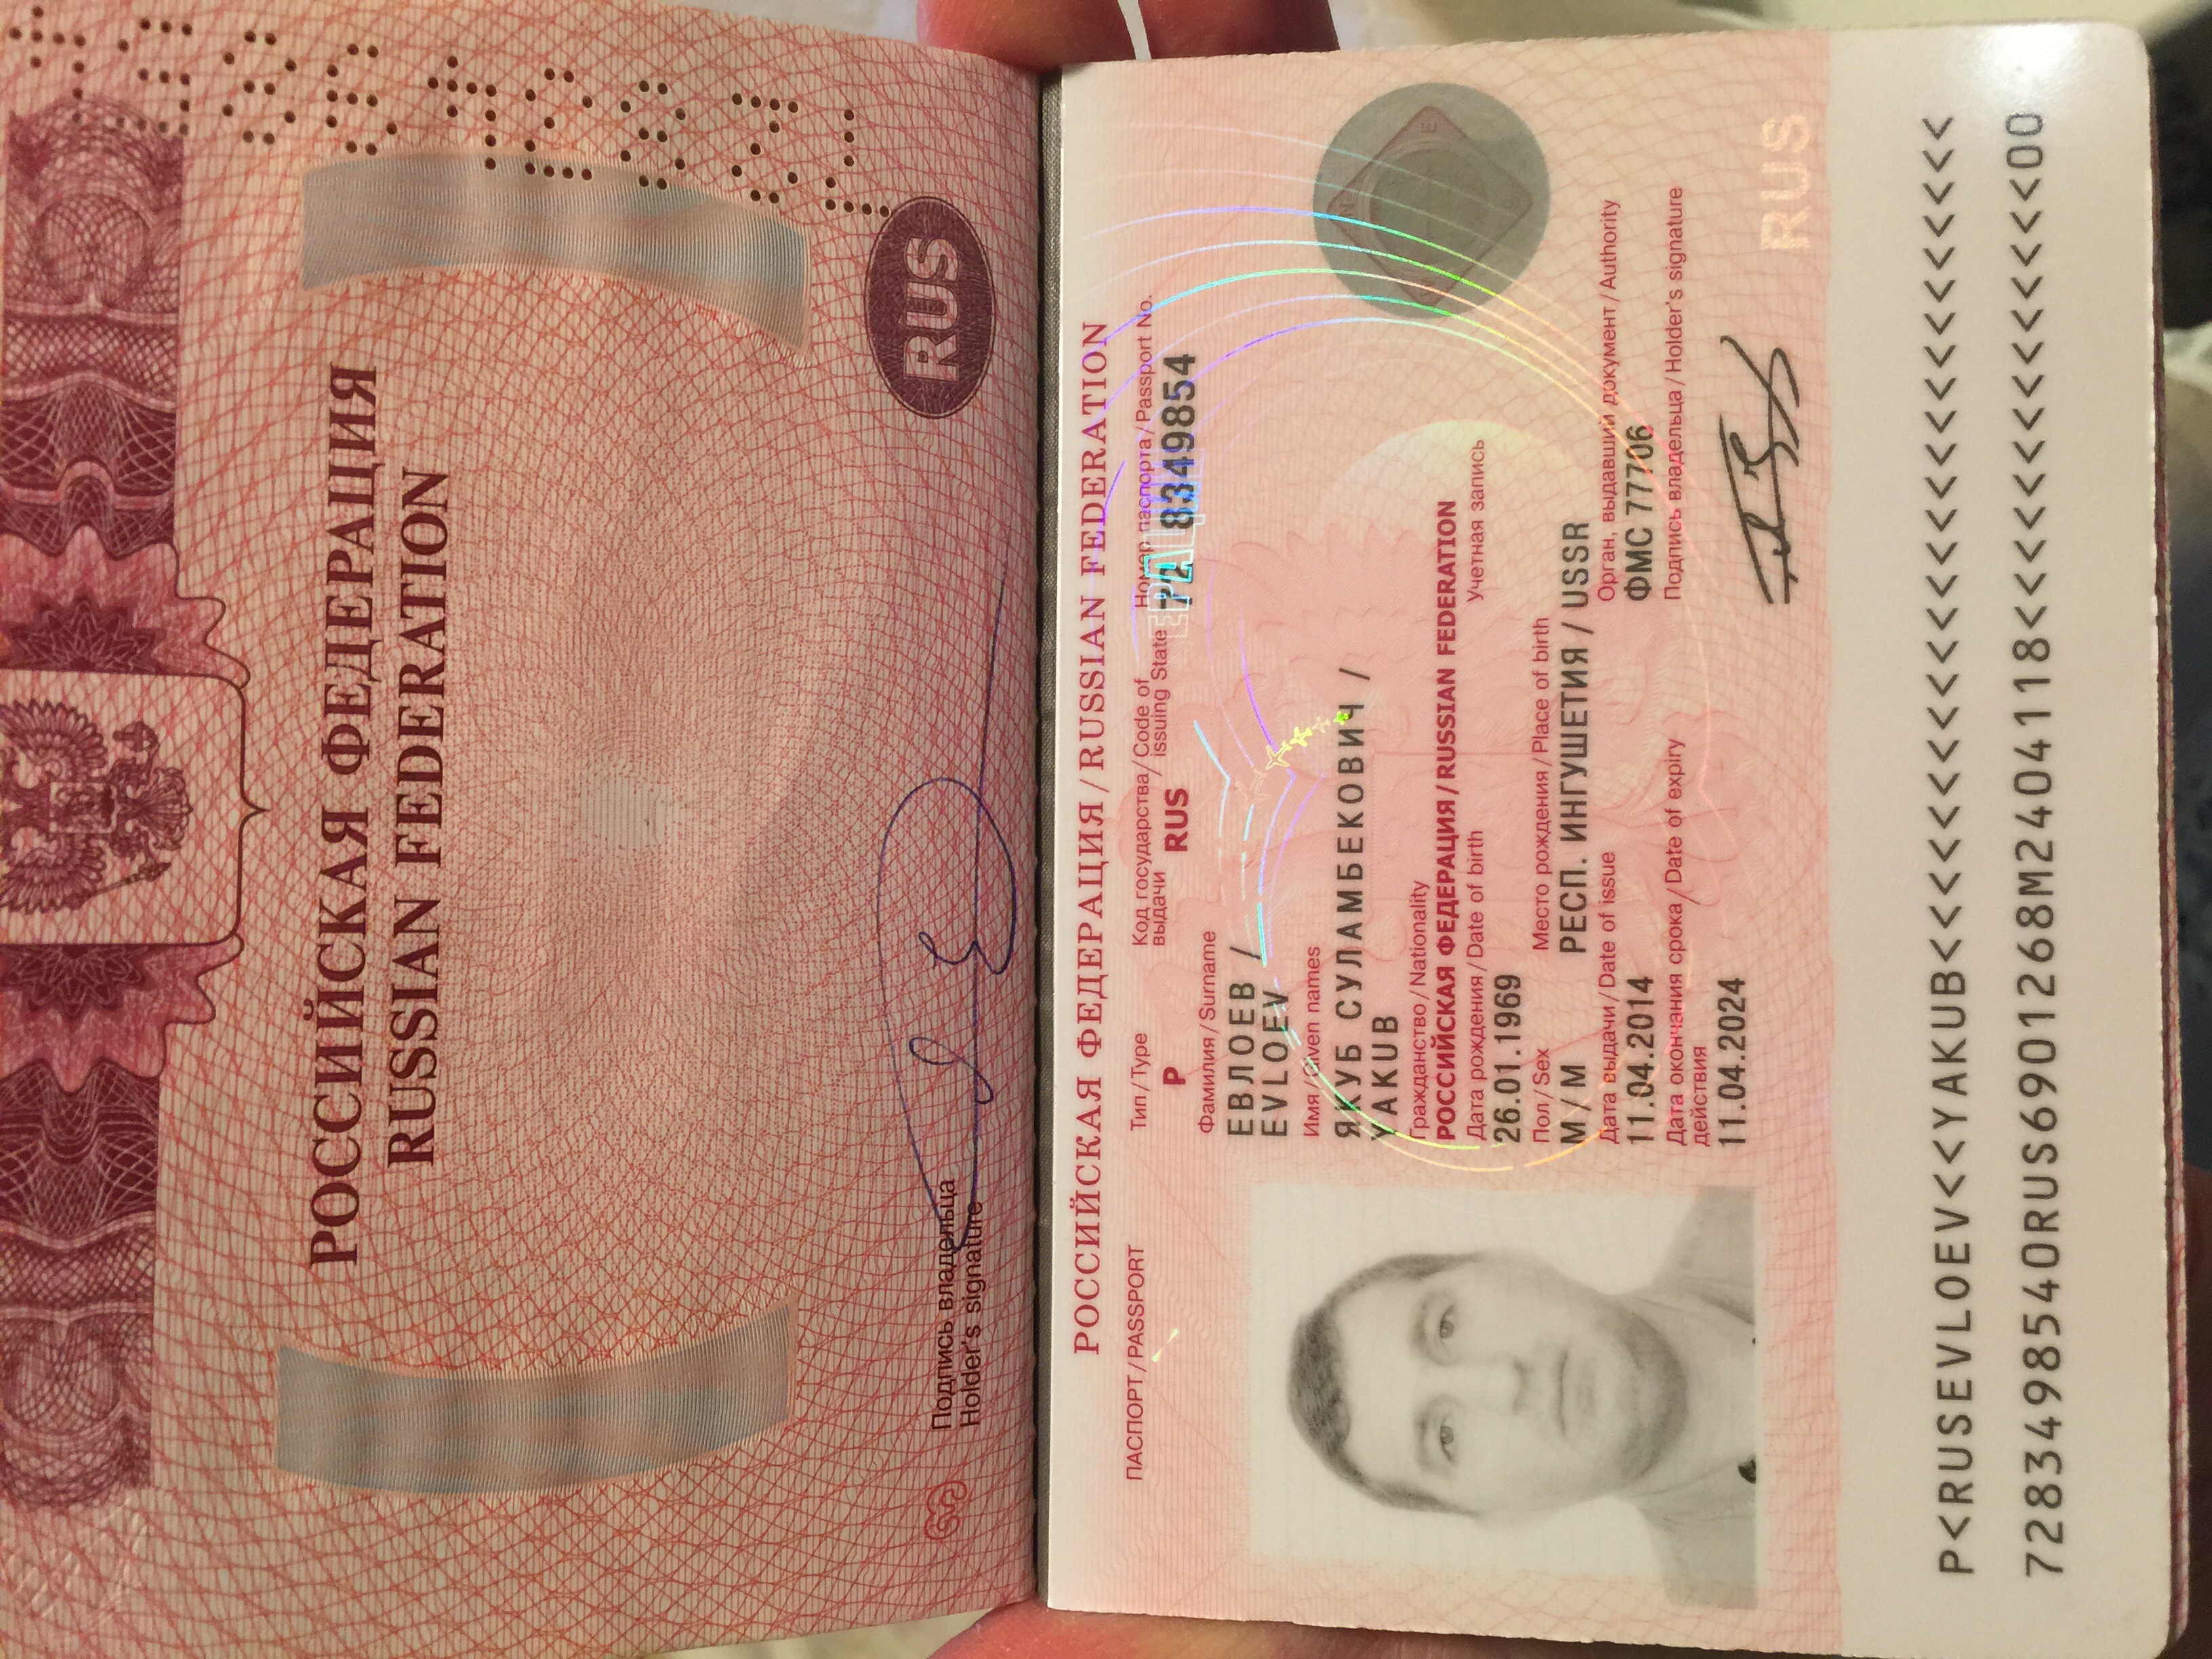 РОССИЙСКАЯ ФЕДЕРАЦИЯ
RUSSIAN FEDERATION
Подпись владельца
Holder's signature
RUS
РОССИЙСКАЯ ФЕДЕРАЦИЯ / RUSSIAN FEDERATION
ПАСПОРТ / PASSPORT
Тип / Type
P
Код государства / Code of
выдачи issuing State
RUS
Номер паспорта / Passport No.
72 8349854
Фамилия / Surname
ЕВЛОЕВ /
EVLOEV
Имя / Given names
ЯКУБ СУЛАМБЕКОВИЧ /
YAKUB
Гражданство / Nationality
РОССИЙСКАЯ ФЕДЕРАЦИЯ / RUSSIAN FEDERATION
Дата рождения / Date of birth
Учетная запись
26.01.1969
Пол / Sex
Место рождения / Place of birth
М / M
РЕСП. ИНГУШЕТИЯ / USSR
Дата выдачи / Date of issue
Орган, выдавший документ / Authority
11.04.2014
ФМС 77706
Дата окончания срока / Date of expiry
действия
Подпись владельца / Holder's signature
11.04.2024
RUS
P<RUSEVLOEV<<YAKUB<<<<<<<<<<<<<<<<<<<<<<<<<<
7283498540RUS6901268M2404118<<<<<<<<<<<<<<00